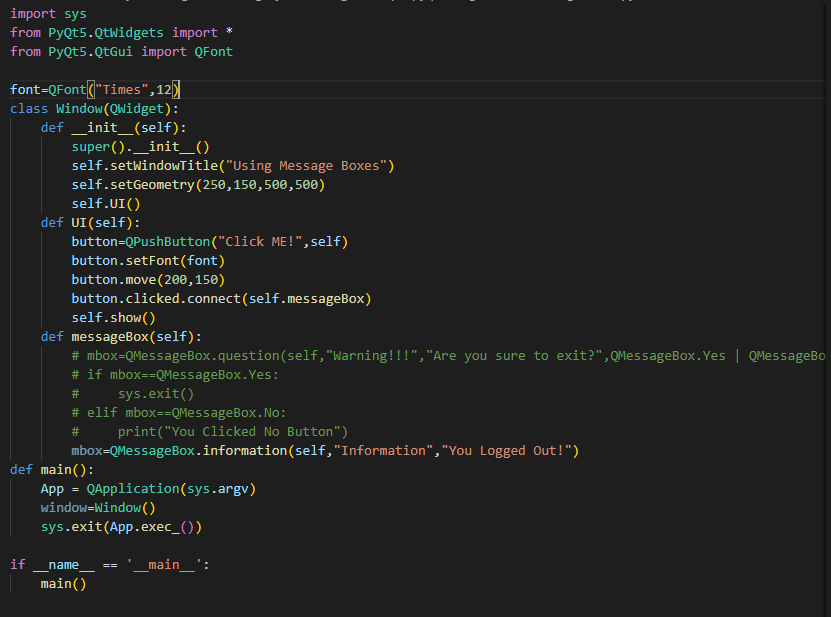 import sys
from PyQt5.QtWidgets import *
from PyQt5.QtGui import QFont
font=QFont("Times",12)
class Window(QWidget):
def __init__(self):
super().__init__()
self.setWindowTitle("Using Message Boxes")
self.setGeometry(250,150,500,500)
self.UI()
def UI(self):
button=QPushButton("Click ME!",self)
button.setFont(font)
button.move(200,150)
button.clicked.connect(self.messageBox)
self.show()
def messageBox(self):
# mbox=QMessageBox.question(self,"Warning!!!","Are you sure to exit?",QMessageBox.Yes | QMessageBo
# if mbox==QMessageBox.Yes:
#     sys.exit()
# elif mbox==QMessageBox.No:
#     print("You Clicked No Button")
mbox=QMessageBox.information(self,"Information","You Logged Out!")
def main():
App = QApplication(sys.argv)
window=Window()
sys.exit(App.exec_())
if __name__ == '__main__':
main()